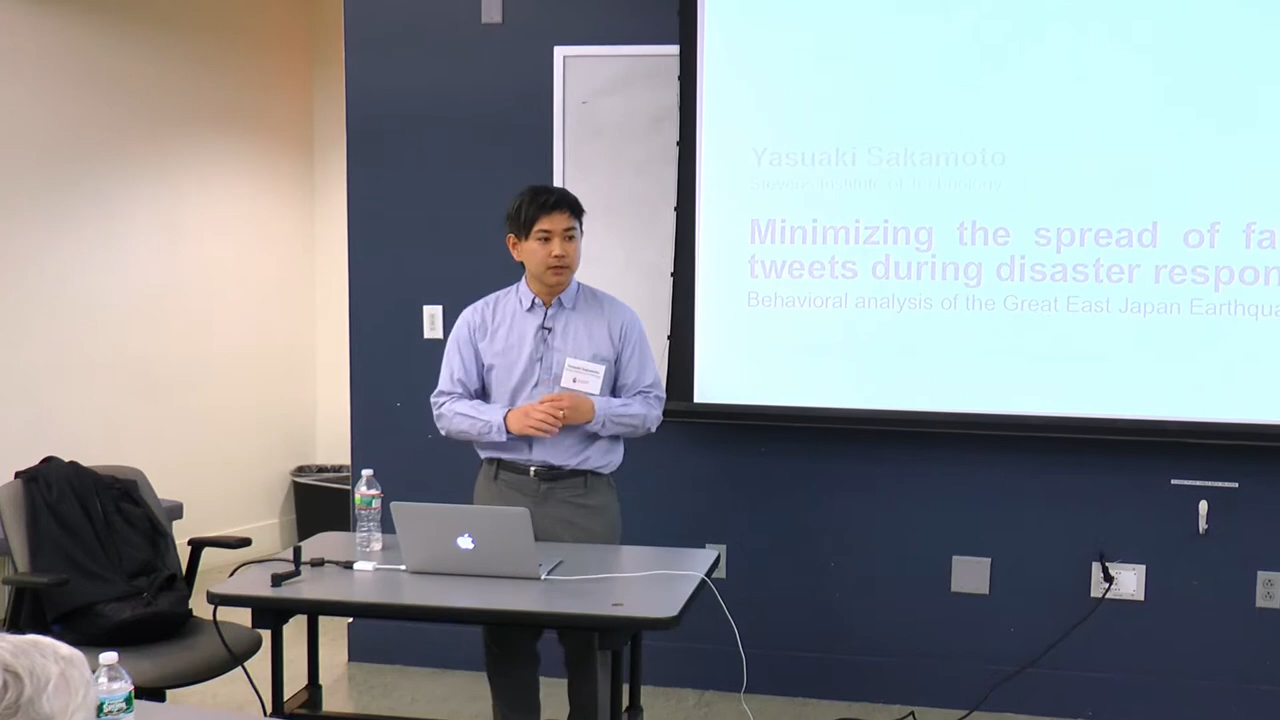 Yasuaki Sakamoto
Stevens Institute of Technology
Minimizing the spread of fa
tweets during disaster respon
Behavioral analysis of the Great East Japan Earthqua